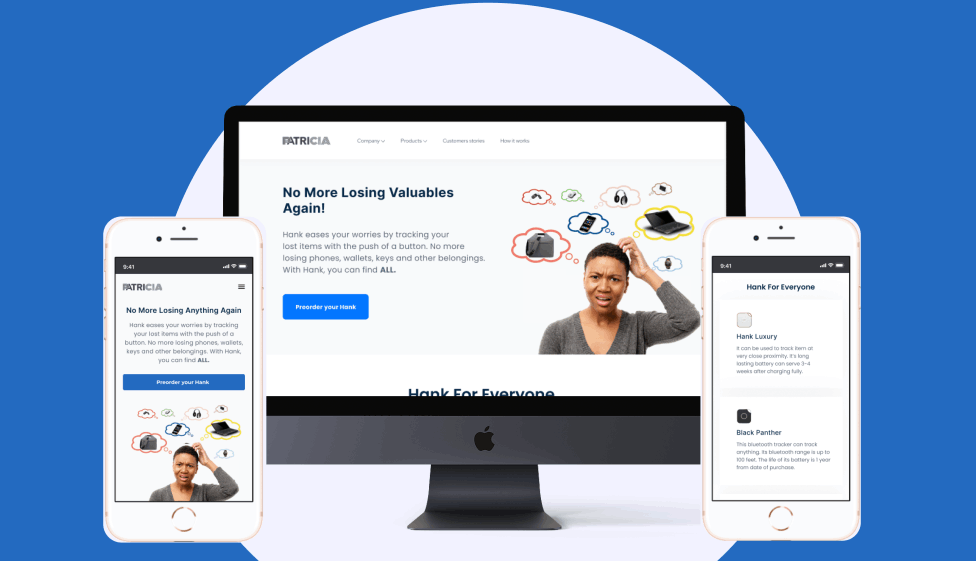 PATRICIA
Company
Products
Customers stories
How it works
No More Losing Valuables
Again!
Hank eases your worries by tracking your
lost items with the push of a button. No more
losing phones, wallets, keys and other belongings.
With Hank, you can find ALL.
Preorder your Hank
Hank For Everyone
9:41
PATRICIA
No More Losing Anything Again
Hank eases your worries by tracking
your lost items with the push of a
button. No more losing phones, wallets,
keys and other belongings. With Hank,
you can find ALL.
Preorder your Hank
9:41
Hank For Everyone
Hank Luxury
It can be used to track item at
very close proximity. It's long
lasting battery can serve 3-4
weeks after charging fully.
Black Panther
This bluetooth tracker can track
anything. Its bluetooth range is up to
100 feet. The life of its battery is 1 year
from date of purchase.